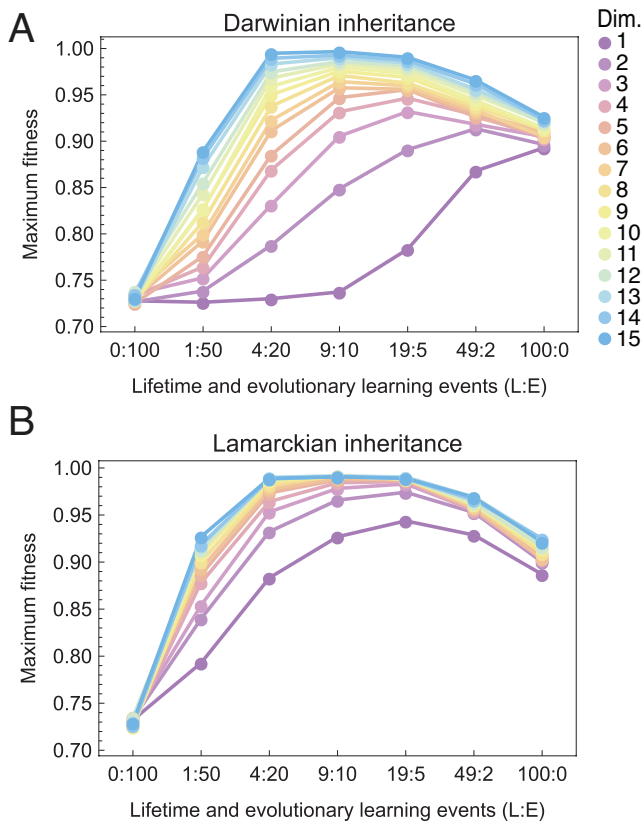 A
Darwinian inheritance
Dim.
1
2
3
4
5
6
7
8
9
10
11
12
13
14
15
Maximum fitness
1.00
0.95
0.90
0.85
0.80
0.75
0.70
0:100 1:50 4:20 9:10 19:5 49:2 100:0
Lifetime and evolutionary learning events (L:E)
B
Lamarckian inheritance
Maximum fitness
1.00
0.95
0.90
0.85
0.80
0.75
0.70
0:100 1:50 4:20 9:10 19:5 49:2 100:0
Lifetime and evolutionary learning events (L:E)